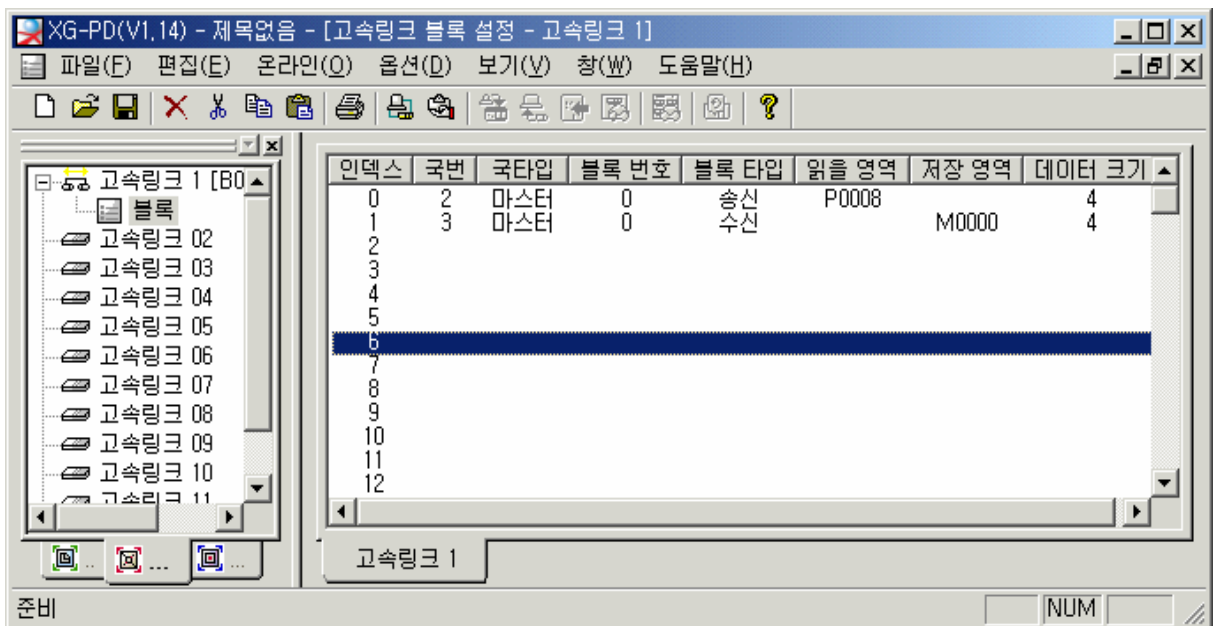 XG-PD(V1,14) - 제목없음 - [고속링크 블록 설정 - 고속링크 1]
파일(F) 편집(E) 온라인(O) 옵션(D) 보기(V) 창(W) 도움말(H)
고속링크 1 [B0
블록
고속링크 02
고속링크 03
고속링크 04
고속링크 05
고속링크 06
고속링크 07
고속링크 08
고속링크 09
고속링크 10
고속링크 11
.. ... ...
인덱스 국번 국타입 블록 번호 블록 타입 읽을 영역 저장 영역 데이터 크기
0 2 마스터 0 송신 P0008 4
1 3 마스터 0 수신 M0000 4
2
3
4
5
6
7
8
9
10
11
12
고속링크 1
준비 NUM